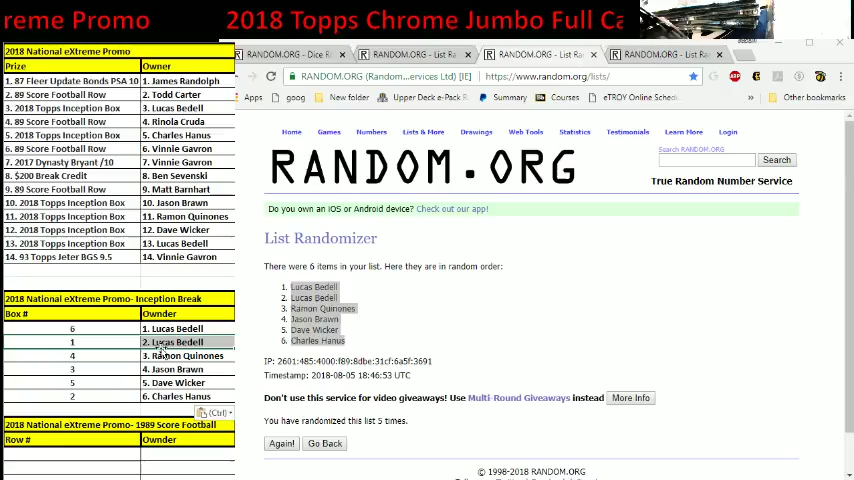 reme Promo 2018 Topps Chrome Jumbo Full Ca
2018 National eXtreme Promo
Prize Owner
1. 87 Fleer Update Bonds PSA 10 1. James Randolph
2. 89 Score Football Row 2. Todd Carter
3. 2018 Topps Inception Box 3. Lucas Bedell
4. 89 Score Football Row 4. Rinola Cruda
5. 2018 Topps Inception Box 5. Charles Hanus
6. 89 Score Football Row 6. Vinnie Gavron
7. 2017 Dynasty Bryant /10 7. Vinnie Gavron
8. $200 Break Credit 8. Ben Sevenski
9. 89 Score Football Row 9. Matt Barnhart
10. 2018 Topps Inception Box 10. Jason Brawn
11. 2018 Topps Inception Box 11. Ramon Quinones
12. 2018 Topps Inception Box 12. Dave Wicker
13. 2018 Topps Inception Box 13. Lucas Bedell
14. 93 Topps Jeter BGS 9.5 14. Vinnie Gavron
2018 National eXtreme Promo- Inception Break
Box # Ownder
6 1. Lucas Bedell
1 2. Lucas Bedell
4 3. Ramon Quinones
3 4. Jason Brawn
5 5. Dave Wicker
2 6. Charles Hanus
(Ctrl)
2018 National eXtreme Promo- 1989 Score Football
Row # Ownder
RANDOM.ORG - Dice R RANDOM.ORG - List Ra RANDOM.ORG - List Ra RANDOM.ORG - List Ra
RANDOM.ORG (Random...ervices Ltd) [IE] https://www.random.org/lists/
Apps goog New folder Upper Deck e-Pack R Summary Courses eTROY Online Sched » Other bookmarks
Home Games Numbers Lists & More Drawings Web Tools Statistics Testimonials Learn More Login
Search RANDOM.ORG
RANDOM.ORG
Search
True Random Number Service
Do you own an iOS or Android device? Check out our app!
List Randomizer
There were 6 items in your list. Here they are in random order:
1. Lucas Bedell
2. Lucas Bedell
3. Ramon Quinones
4. Jason Brawn
5. Dave Wicker
6. Charles Hanus
IP: 2601:485:4000:f89:8dbe:31cf:6a5f:3691
Timestamp: 2018-08-05 18:46:53 UTC
Don't use this service for video giveaways! Use Multi-Round Giveaways instead More Info
You have randomized this list 5 times.
Again! Go Back
© 1998-2018 RANDOM.ORG